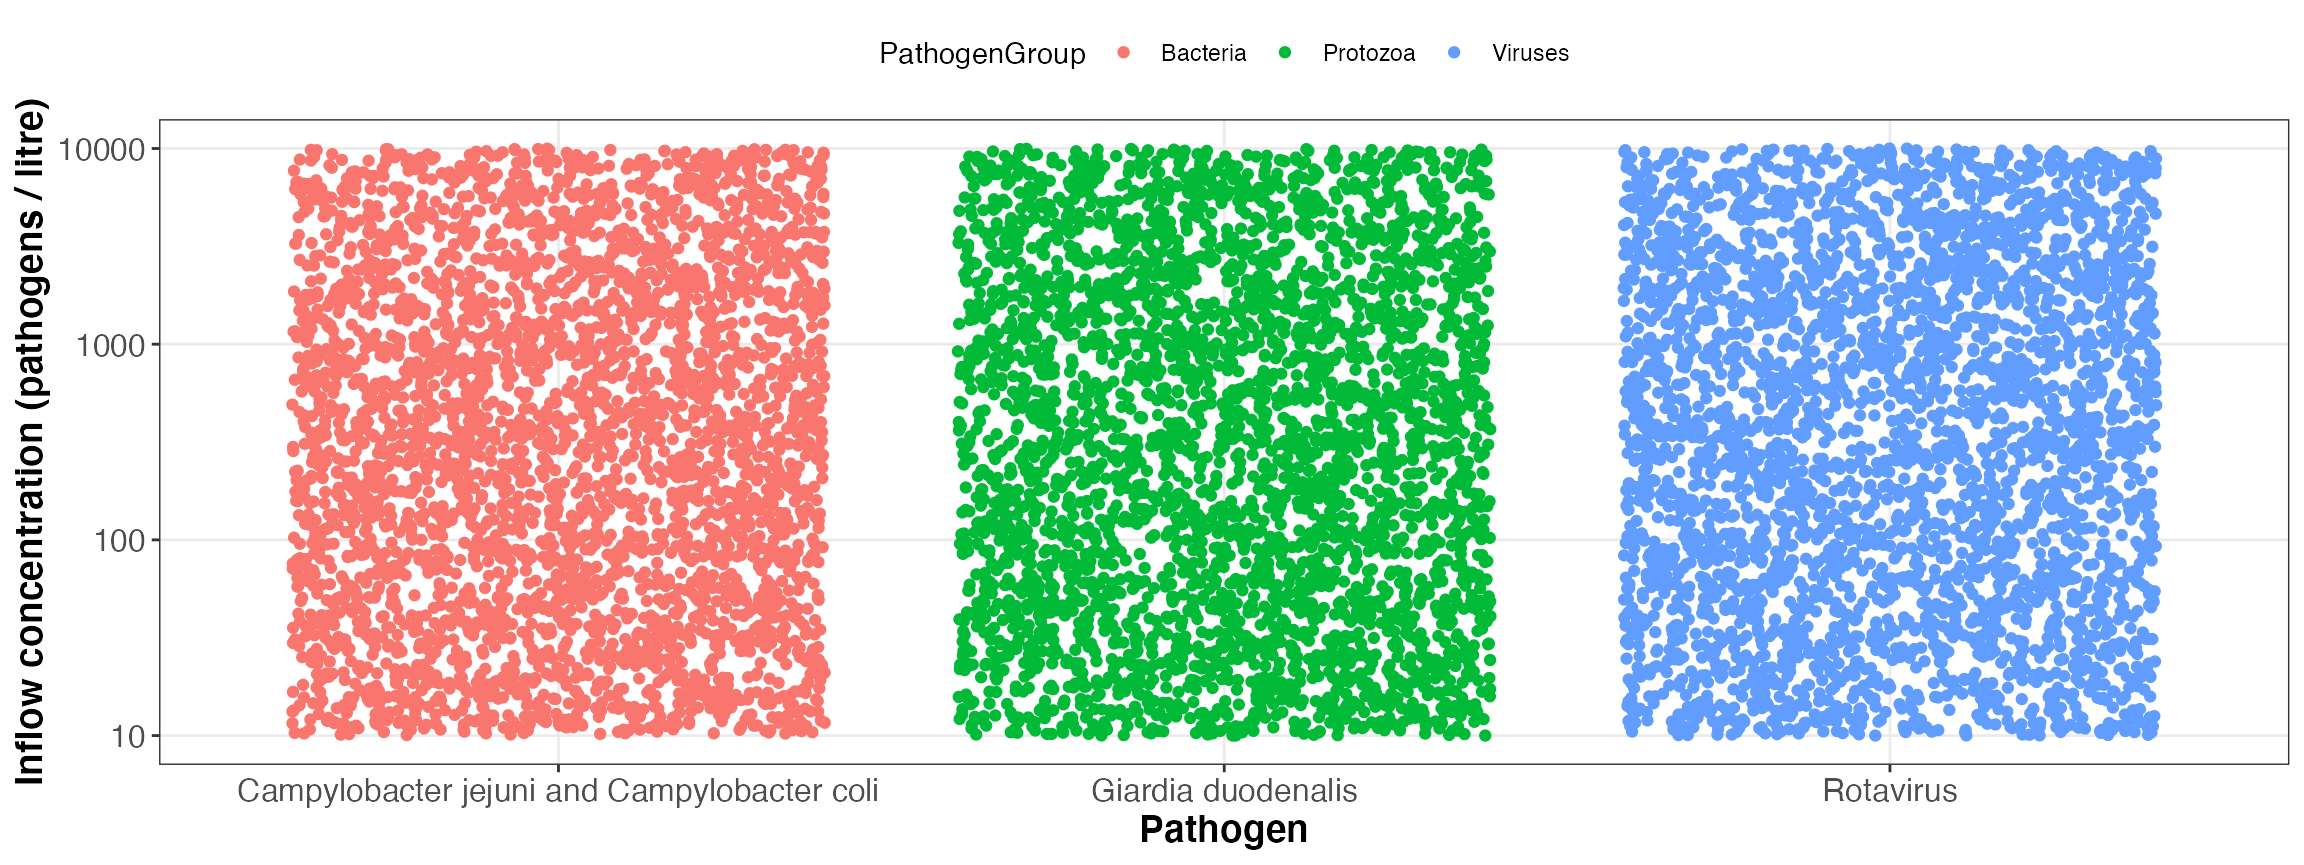 PathogenGroup Bacteria Protozoa Viruses
Inflow concentration (pathogens / litre)
10000
1000
100
10
Campylobacter jejuni and Campylobacter coli Giardia duodenalis Rotavirus
Pathogen